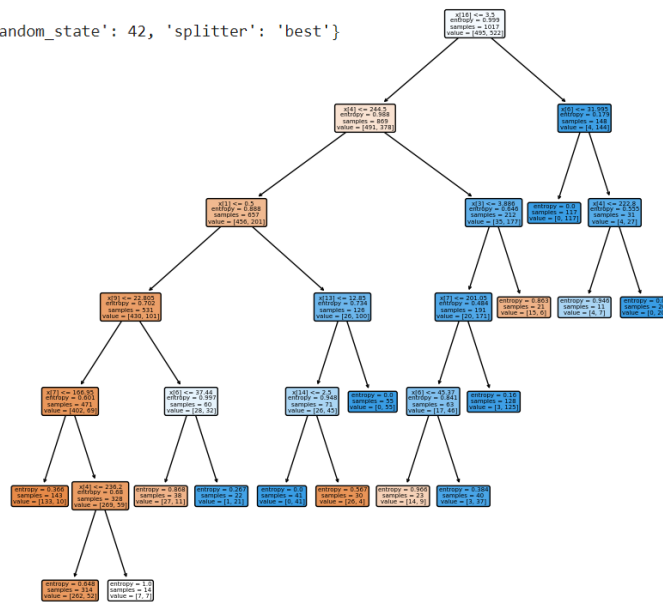 andom_state': 42, 'splitter': 'best'}
x[16] <= 3.5
entropy = 0.999
samples = 1017
value = [495, 522]
x[4] <= 244.5
entropy = 0.988
samples = 869
value = [491, 378]
x[6] <= 31.995
entropy = 0.179
samples = 148
value = [4, 144]
x[1] <= 0.5
entropy = 0.888
samples = 657
value = [456, 201]
x[3] <= 3.886
entropy = 0.646
samples = 212
value = [35, 177]
entropy = 0.0
samples = 117
value = [0, 117]
x[4] <= 222.8
entropy = 0.555
samples = 31
value = [4, 27]
x[9] <= 22.805
entropy = 0.702
samples = 531
value = [430, 101]
x[13] <= 12.85
entropy = 0.734
samples = 126
value = [26, 100]
x[7] <= 201.05
entropy = 0.484
samples = 191
value = [20, 171]
entropy = 0.863
samples = 21
value = [15, 6]
entropy = 0.946
samples = 11
value = [4, 7]
entropy = 0.
samples = 2
value = [0, 20
x[7] <= 166.95
entropy = 0.601
samples = 471
value = [402, 69]
x[6] <= 37.44
entropy = 0.997
samples = 60
value = [28, 32]
x[14] <= 2.5
entropy = 0.948
samples = 71
value = [26, 45]
entropy = 0.0
samples = 55
value = [0, 55]
entropy = 0.841
samples = 63
value = [17, 46]
entropy = 0.16
samples = 128
value = [3, 125]
entropy = 0.366
samples = 143
value = [133, 10]
x[4] <= 236.2
entropy = 0.68
samples = 328
value = [269, 59]
entropy = 0.868
samples = 38
value = [27, 11]
entropy = 0.267
samples = 22
value = [1, 21]
entropy = 0.0
samples = 41
value = [0, 41]
entropy = 0.567
samples = 30
value = [26, 4]
entropy = 0.966
samples = 23
value = [14, 9]
entropy = 0.384
samples = 40
value = [3, 37]
entropy = 0.648
samples = 314
value = [262, 52]
entropy = 1.0
samples = 14
value = [7, 7]